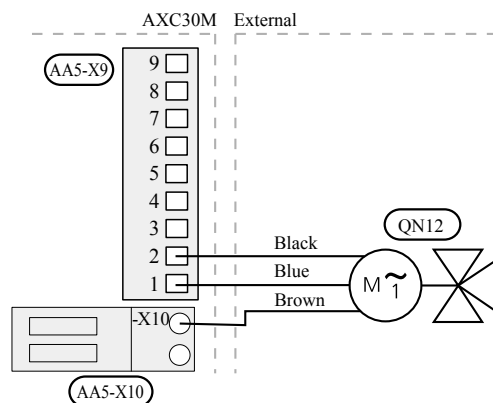 AXC30M External
AA5-X9
9
8
7
6
5
4
3
2
1
Black
Blue
Brown
QN12
M ~ 1
-X10
AA5-X10